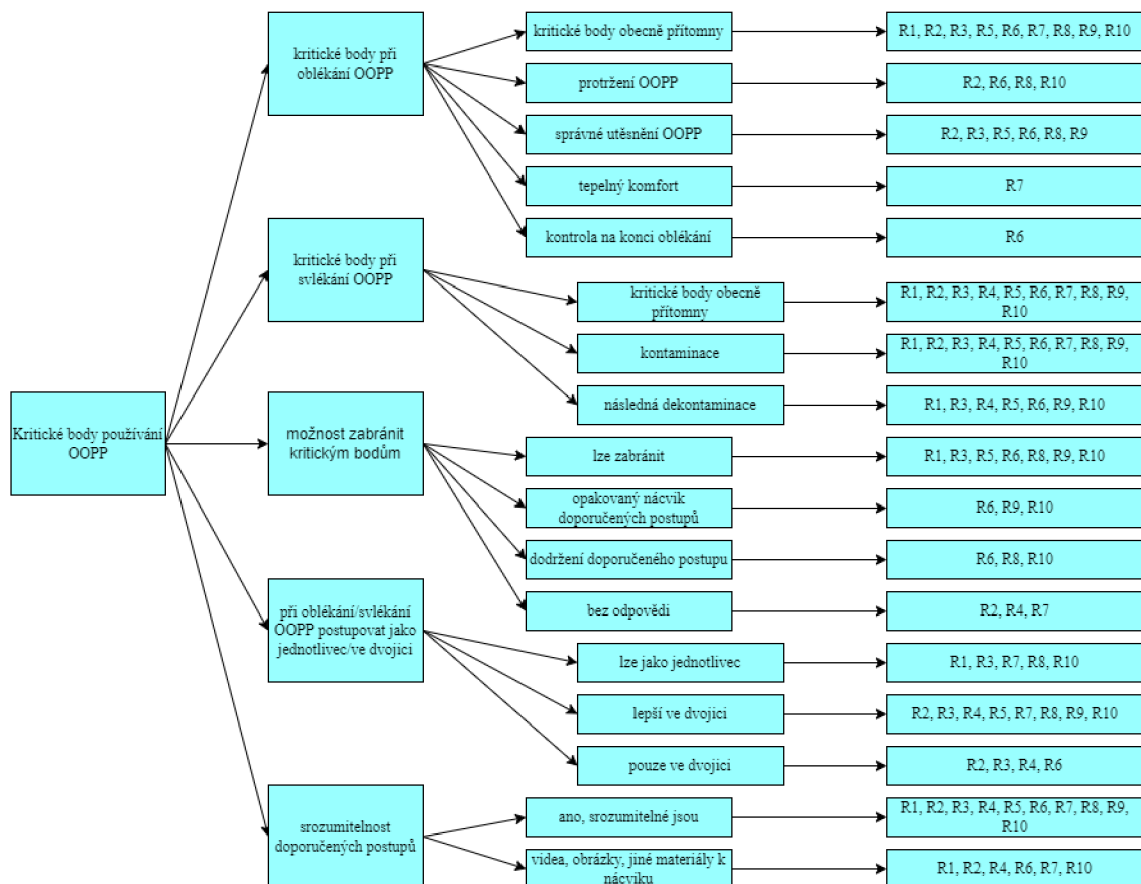 kritické body při
oblékání OOPP
kritické body obecně přítomny
R1, R2, R3, R5, R6, R7, R8, R9, R10
protržení OOPP
R2, R6, R8, R10
správné utěsnění OOPP
R2, R3, R5, R6, R8, R9
tepelný komfort
R7
kontrola na konci oblékání
R6
kritické body při
svlékání OOPP
kritické body obecně
přítomny
R1, R2, R3, R4, R5, R6, R7, R8, R9,
R10
kontaminace
R1, R2, R3, R4, R5, R6, R7, R8, R9,
R10
následná dekontaminace
R1, R3, R4, R5, R6, R9, R10
Kritické body používání
OOPP
možnost zabránit
kritickým bodům
lze zabránit
R1, R3, R5, R6, R8, R9, R10
opakovaný nácvik
doporučených postupů
R6, R9, R10
dodržení doporučeného postupu
R6, R8, R10
bez odpovědi
R2, R4, R7
při oblékání/svlékání
OOPP postupovat jako
jednotlivec/ve dvojici
lze jako jednotlivec
R1, R3, R7, R8, R10
lepší ve dvojici
R2, R3, R4, R5, R7, R8, R9, R10
pouze ve dvojici
R2, R3, R4, R6
srozumitelnost
doporučených postupů
ano, srozumitelné jsou
R1, R2, R3, R4, R5, R6, R7, R8, R9,
R10
videa, obrázky, jiné materiály k
nácviku
R1, R2, R4, R6, R7, R10